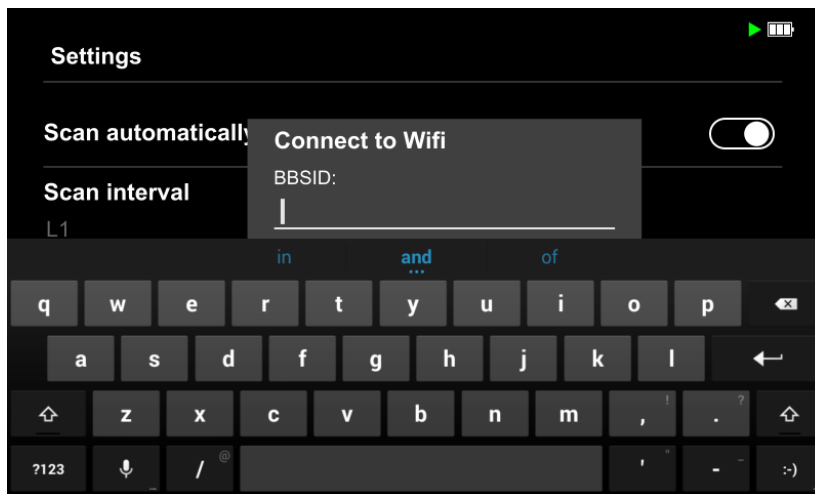 Settings
Scan automatically
Connect to Wifi
BBSID:
Scan interval
L1
in and of
q w e r t y u i o p
a s d f g h j k l
z x c v b n m , ! . ?
?123 / @ ' " - _ :-)